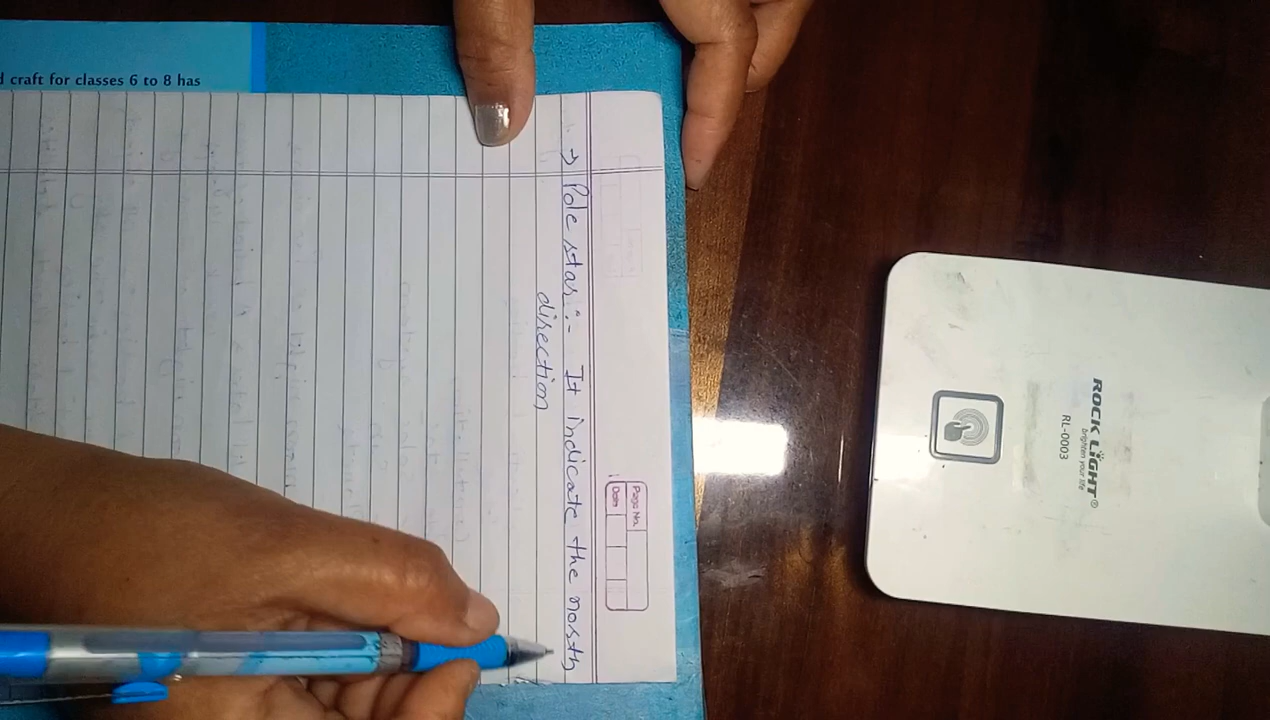 d craft for classes 6 to 8 has
Page No.
Date
→ Pole star :- It indicate the north
direction
ROCK LIGHT®
brighten your life
RL-0003